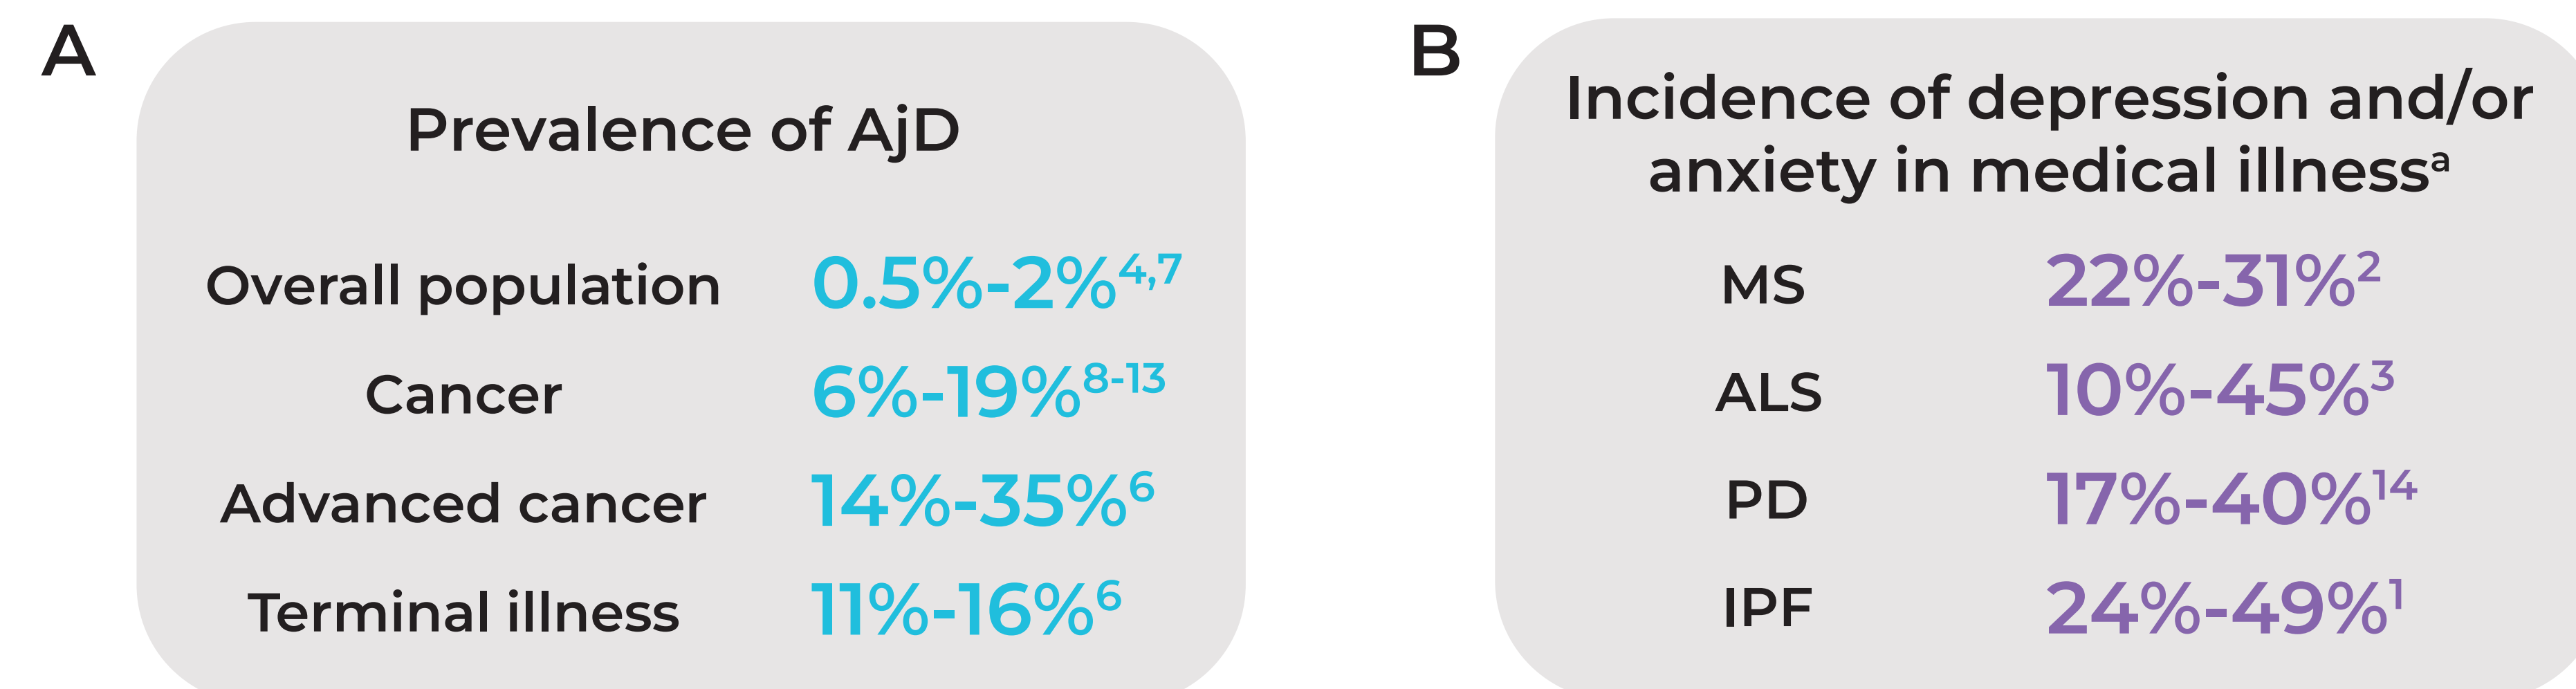 A
Prevalence of AjD
Overall population 0.5%-2%4,7
Cancer 6%-19%8-13
Advanced cancer 14%-35%6
Terminal illness 11%-16%6
B
Incidence of depression and/or
anxiety in medical illnessa
MS 22%-31%2
ALS 10%-45%3
PD 17%-40%14
IPF 24%-49%1